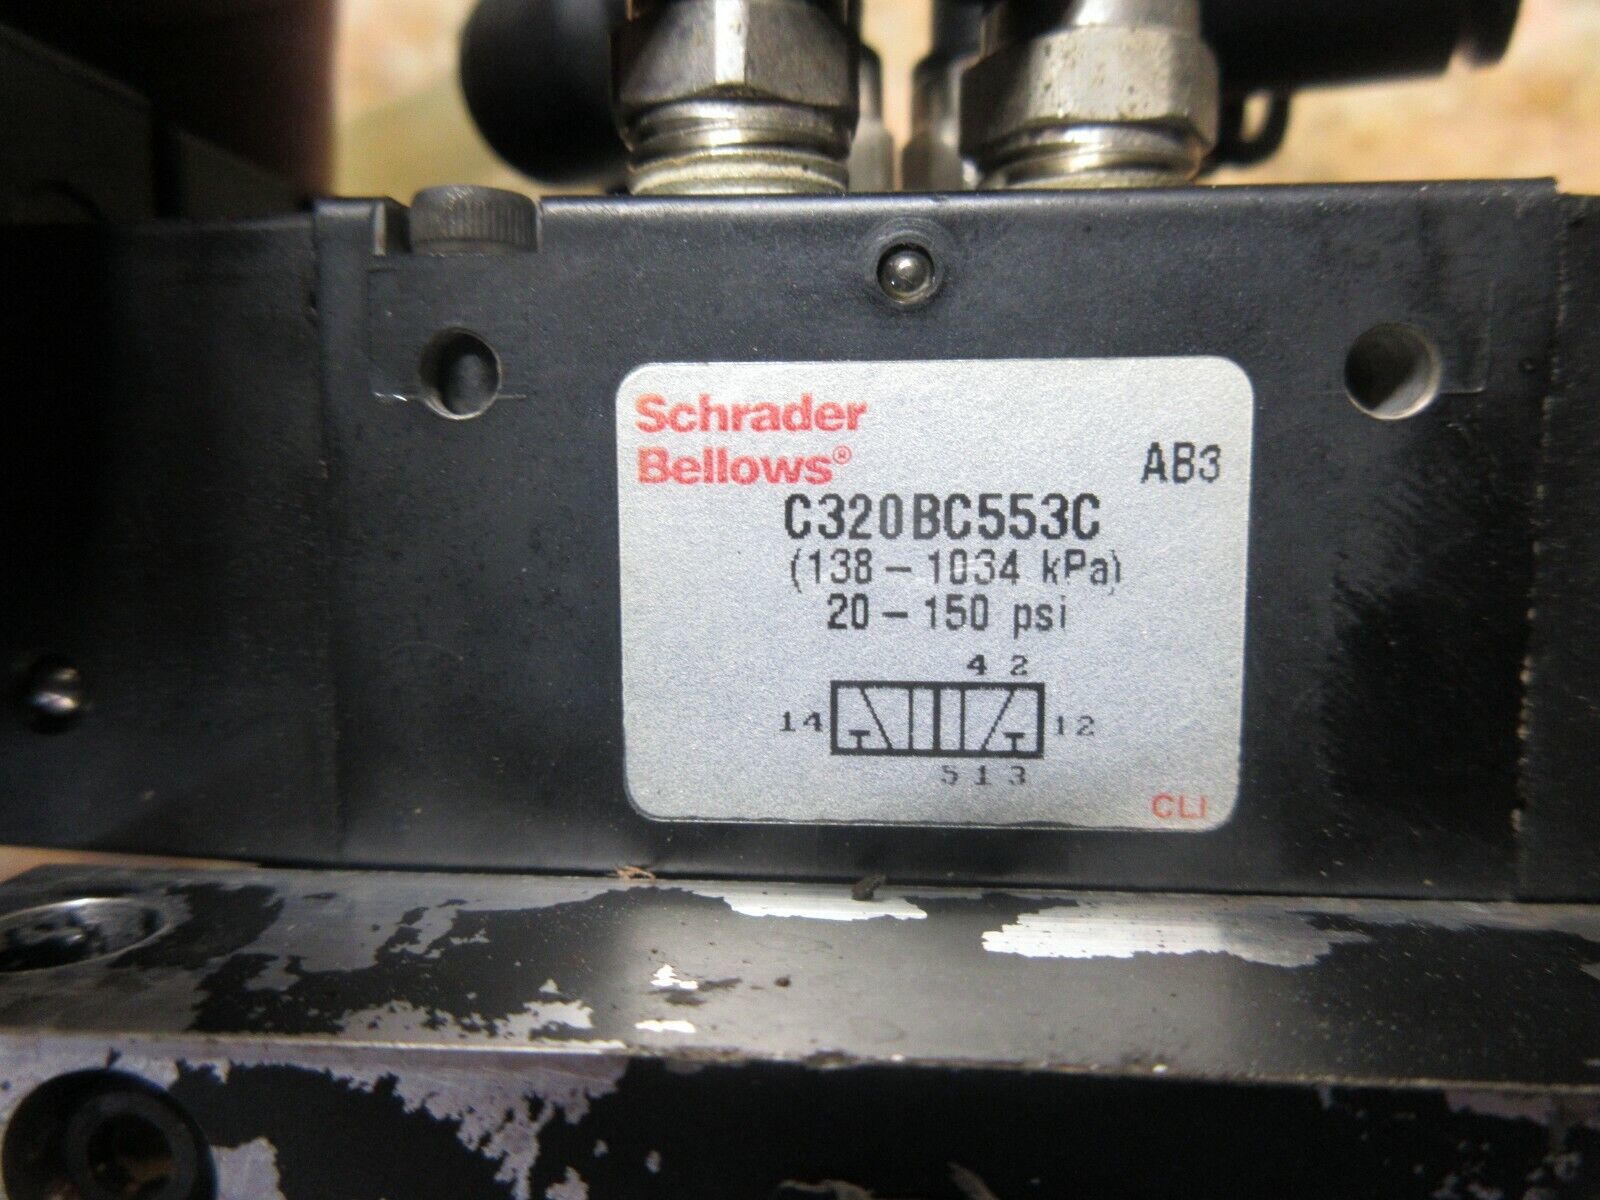 Schrader
Bellows®
AB3
C320BC553C
(138-1034 kPa)
20-150 psi
4 2
14 12
5 1 3
CLI